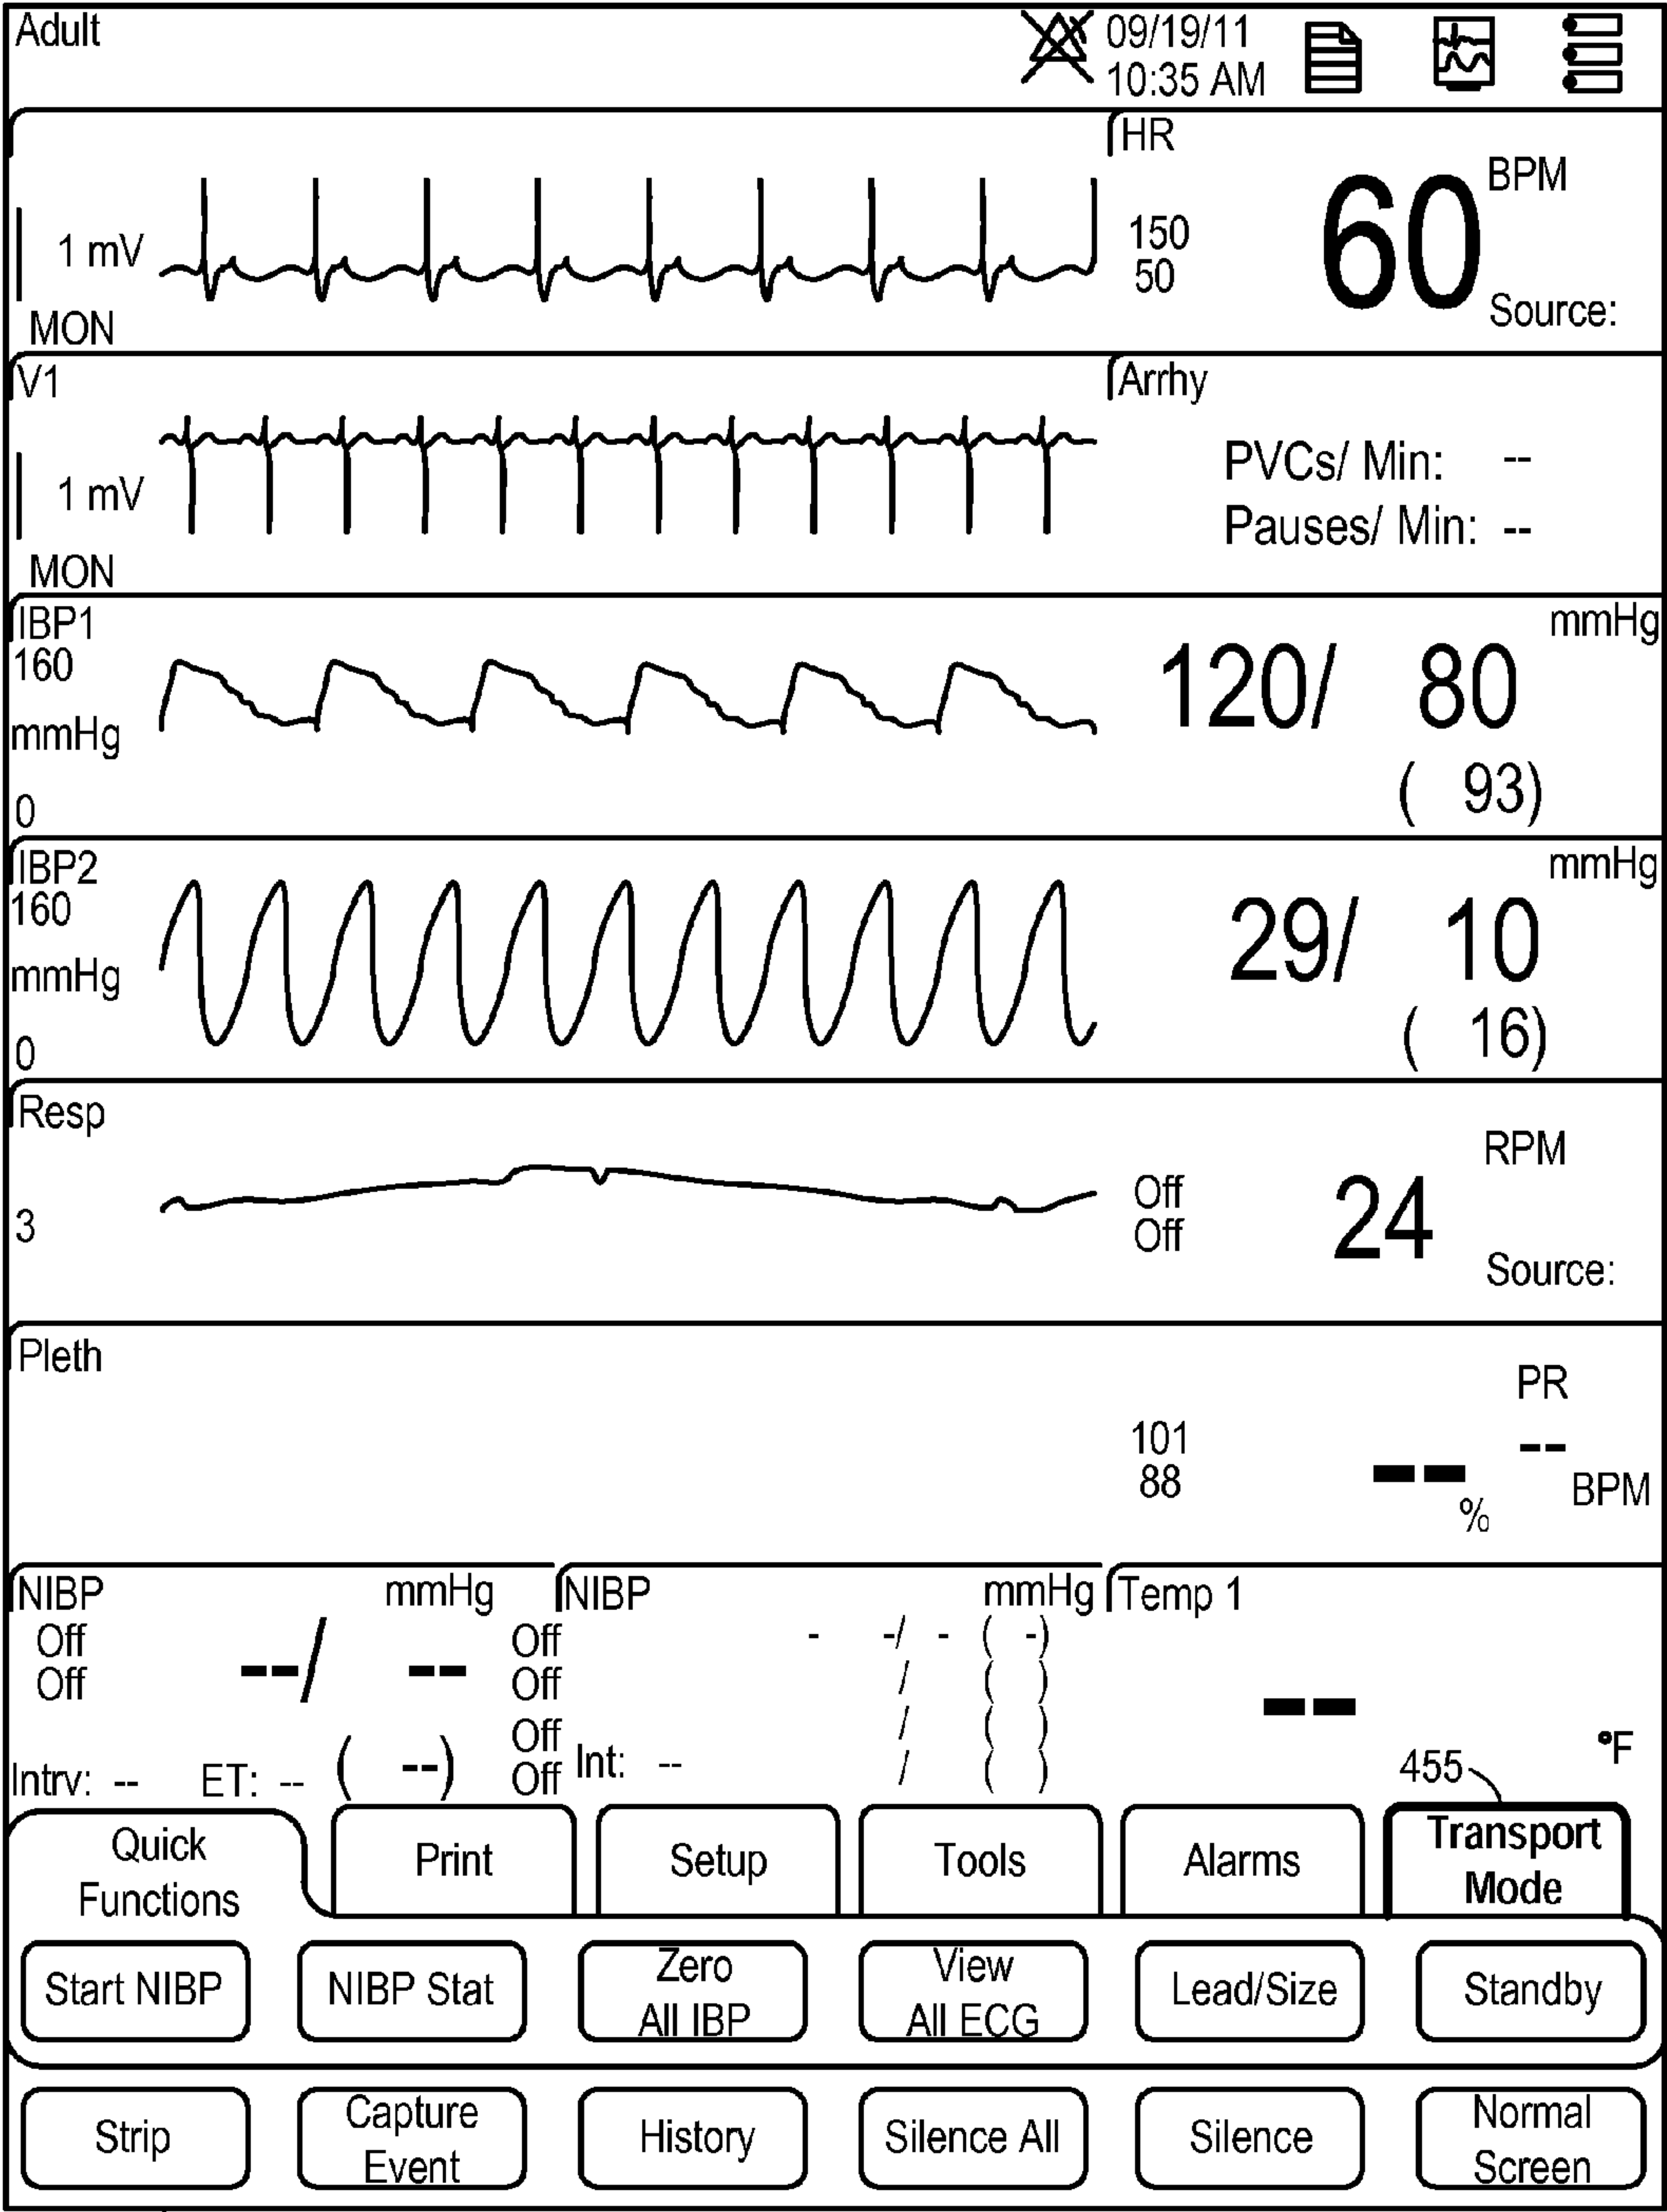 Adult
09/19/11
10:35 AM
HR
BPM
1 mV
150
50
60
MON
Source:
V1
Arrhy
1 mV
PVCs/ Min: --
Pauses/ Min: --
MON
IBP1
mmHg
160
120/ 80
mmHg
(93)
0
IBP2
mmHg
160
29/ 10
mmHg
(16)
0
Resp
RPM
Off
Off
24
3
Source:
Pleth
PR
101
88
--
--
%
BPM
NIBP mmHg
Off
Off
--/ --
Off
Off
Off
Off
Intrv: -- ET: -- ( --)
NIBP mmHg
- -/ - ( -)
/ ( )
/ ( )
Int: -- / ( )
Temp 1
--
°F
455
Quick
Functions
Print
Setup
Tools
Alarms
Transport
Mode
Start NIBP
NIBP Stat
Zero
All IBP
View
All ECG
Lead/Size
Standby
Strip
Capture
Event
History
Silence All
Silence
Normal
Screen